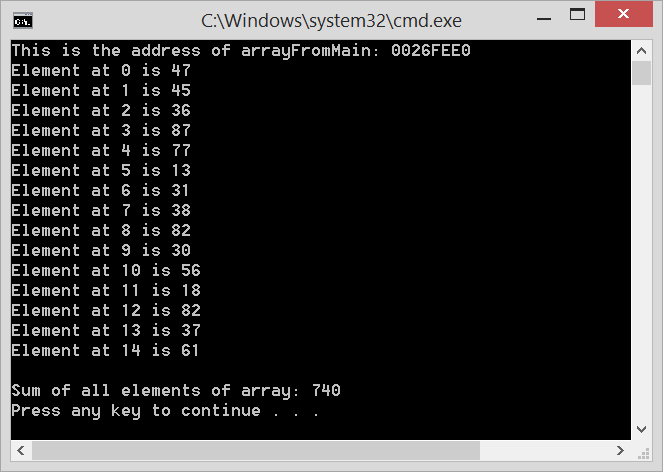 C:\Windows\system32\cmd.exe
This is the address of arrayFromMain: 0026FEE0
Element at 0 is 47
Element at 1 is 45
Element at 2 is 36
Element at 3 is 87
Element at 4 is 77
Element at 5 is 13
Element at 6 is 31
Element at 7 is 38
Element at 8 is 82
Element at 9 is 30
Element at 10 is 56
Element at 11 is 18
Element at 12 is 82
Element at 13 is 37
Element at 14 is 61
Sum of all elements of array: 740
Press any key to continue . . .